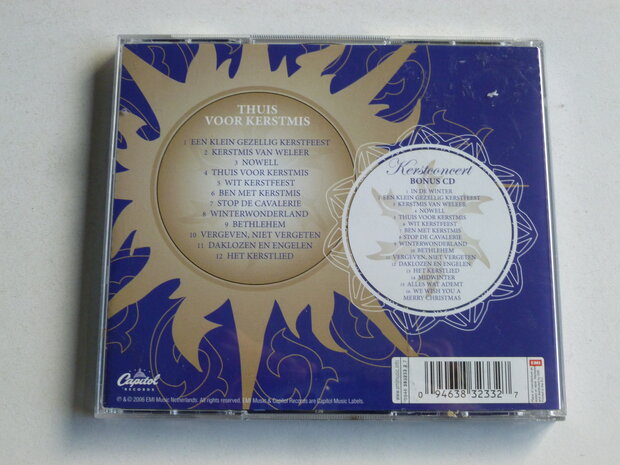 THUIS
VOOR KERSTMIS
1 EEN KLEIN GEZELLIG KERSTFEEST
2 KERSTMIS VAN WELEER
3 NOWELL
4 THUIS VOOR KERSTMIS
5 WIT KERSTFEEST
6 BEN MET KERSTMIS
7 STOP DE CAVALERIE
8 WINTERWONDERLAND
9 BETHLEHEM
10 VERGEVEN, NIET VERGETEN
11 DAKLOZEN EN ENGELEN
12 HET KERSTLIED
Kerstconcert
BONUS CD
1 IN DE WINTER
2 EEN KLEIN GEZELLIG KERSTFEEST
3 KERSTMIS VAN WELEER
4 NOWELL
5 THUIS VOOR KERSTMIS
6 WIT KERSTFEEST
7 BEN MET KERSTMIS
8 STOP DE CAVALERIE
9 WINTERWONDERLAND
10 BETHLEHEM
11 VERGEVEN, NIET VERGETEN
12 DAKLOZEN EN ENGELEN
13 HET KERSTLIED
14 MIDWINTER
15 ALLES WAT ADEMT
16 WE WISH YOU A
MERRY CHRISTMAS
Capitol
RECORDS
℗ & © 2006 EMI Music Netherlands. All rights reserved. EMI Music & Capitol Records are Capitol Music Labels.
0 94638 32332 7
EMI